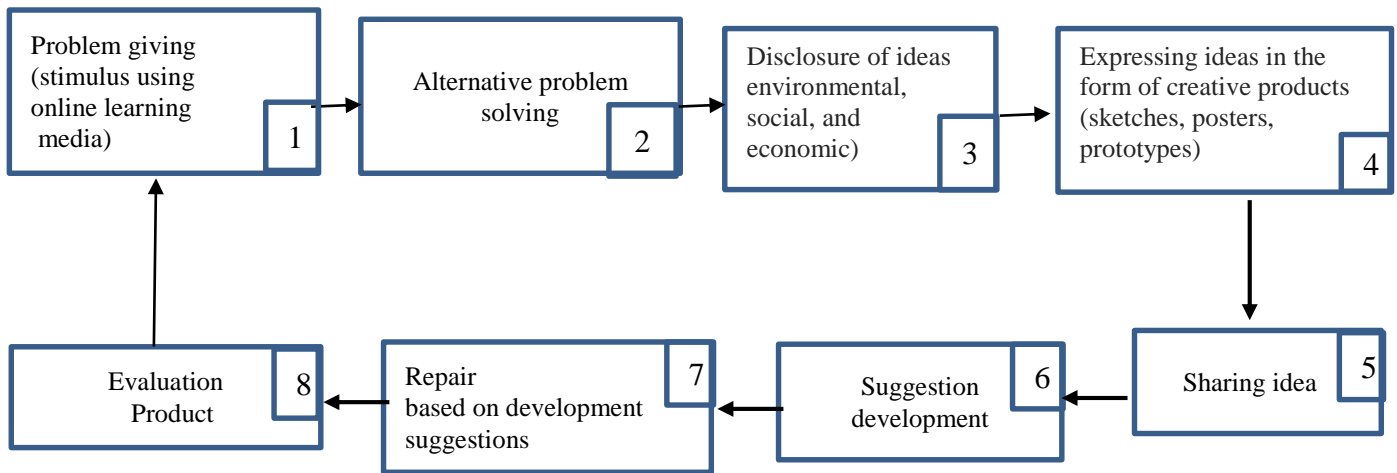 Problem giving
(stimulus using
online learning
media)
1
Alternative problem
solving
2
Disclosure of ideas
environmental,
social, and
economic)
3
Expressing ideas in the
form of creative products
(sketches, posters,
prototypes)
4
Sharing idea
5
Suggestion
development
6
Repair
based on development
suggestions
7
Evaluation
Product
8